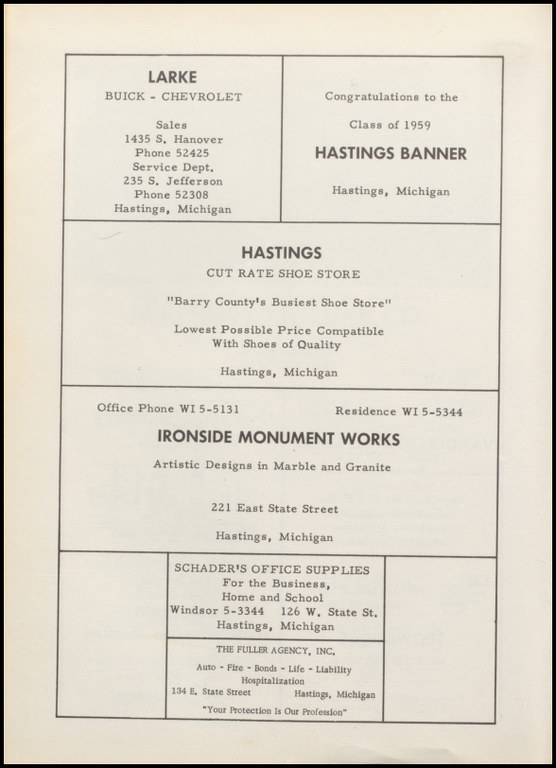 LARKE
BUICK - CHEVROLET
Sales
1435 S. Hanover
Phone 52425
Service Dept.
235 S. Jefferson
Phone 52308
Hastings, Michigan
Congratulations to the
Class of 1959
HASTINGS BANNER
Hastings, Michigan
HASTINGS
CUT RATE SHOE STORE
"Barry County's Busiest Shoe Store"
Lowest Possible Price Compatible
With Shoes of Quality
Hastings, Michigan
Office Phone WI 5-5131 Residence WI 5-5344
IRONSIDE MONUMENT WORKS
Artistic Designs in Marble and Granite
221 East State Street
Hastings, Michigan
SCHADER'S OFFICE SUPPLIES
For the Business,
Home and School
Windsor 5-3344 126 W. State St.
Hastings, Michigan
THE FULLER AGENCY, INC.
Auto - Fire - Bonds - Life - Liability
Hospitalization
134 E. State Street Hastings, Michigan
"Your Protection Is Our Profession"